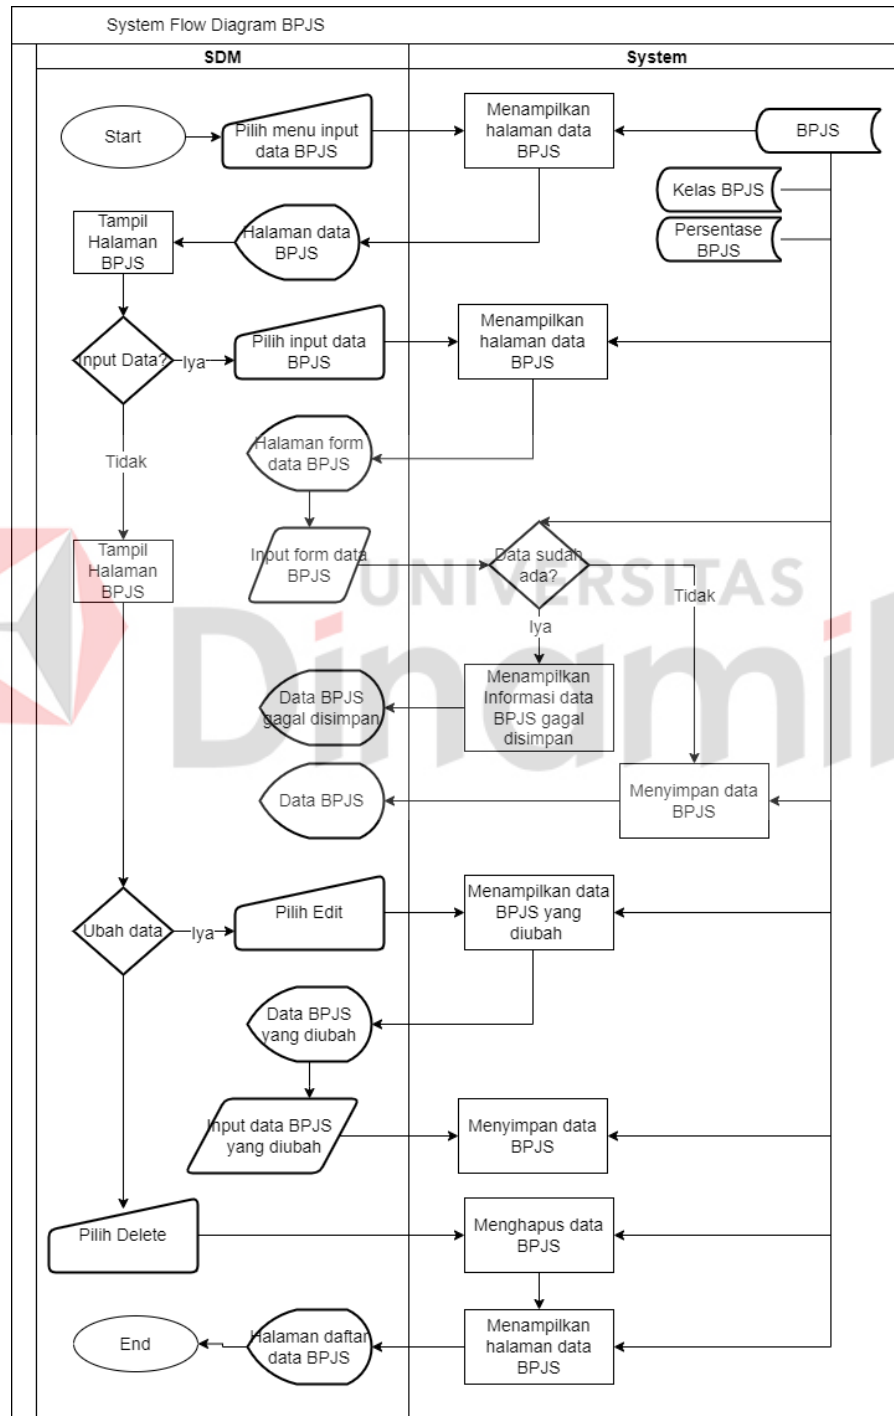 System Flow Diagram BPJS
SDM
System
Start
Pilih menu input
data BPJS
Menampilkan
halaman data
BPJS
BPJS
Kelas BPJS
Persentase
BPJS
Tampil
Halaman
BPJS
Halaman data
BPJS
Input Data?
Iya
Pilih input data
BPJS
Menampilkan
halaman data
BPJS
Tidak
Halaman form
data BPJS
Tampil
Halaman
BPJS
Input form data
BPJS
Data sudah
ada?
Tidak
Iya
UNIVERSITAS
Dinamik
Data BPJS
gagal disimpan
Menampilkan
Informasi data
BPJS gagal
disimpan
Data BPJS
Menyimpan data
BPJS
Ubah data
Iya
Pilih Edit
Menampilkan data
BPJS yang
diubah
Data BPJS
yang diubah
Input data BPJS
yang diubah
Menyimpan data
BPJS
Pilih Delete
Menghapus data
BPJS
End
Halaman daftar
data BPJS
Menampilkan
halaman data
BPJS